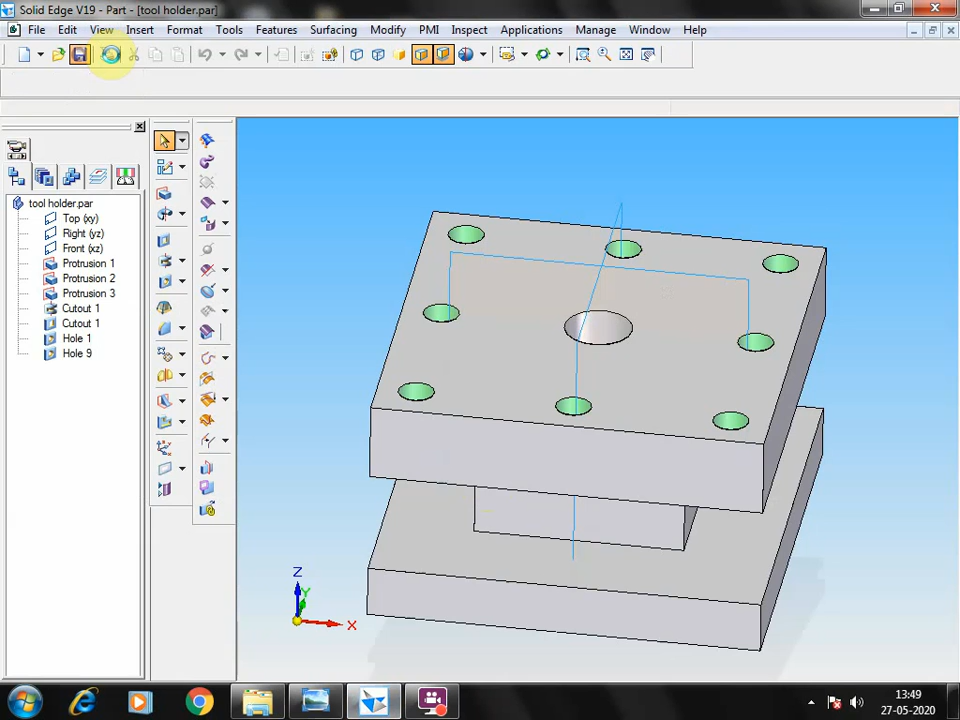 Solid Edge V19 - Part - [tool holder.par]
File Edit View Insert Format Tools Features Surfacing Modify PMI Inspect Applications Manage Window Help
tool holder.par
Top (xy)
Right (yz)
Front (xz)
Protrusion 1
Protrusion 2
Protrusion 3
Cutout 1
Cutout 1
Hole 1
Hole 9
Z
Y
X
13:49
27-05-2020